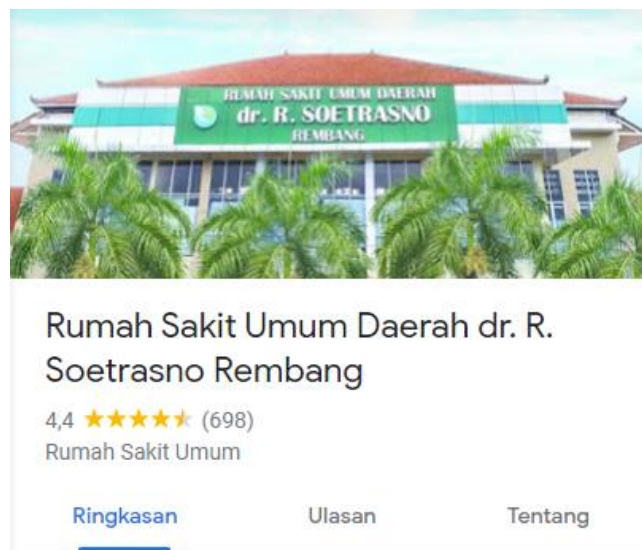 RUMAH SAKIT UMUM DAERAH
dr. R. SOETRASNO
REMBANG
Rumah Sakit Umum Daerah dr. R.
Soetrasno Rembang
4,4 (698)
Rumah Sakit Umum
Ringkasan Ulasan Tentang